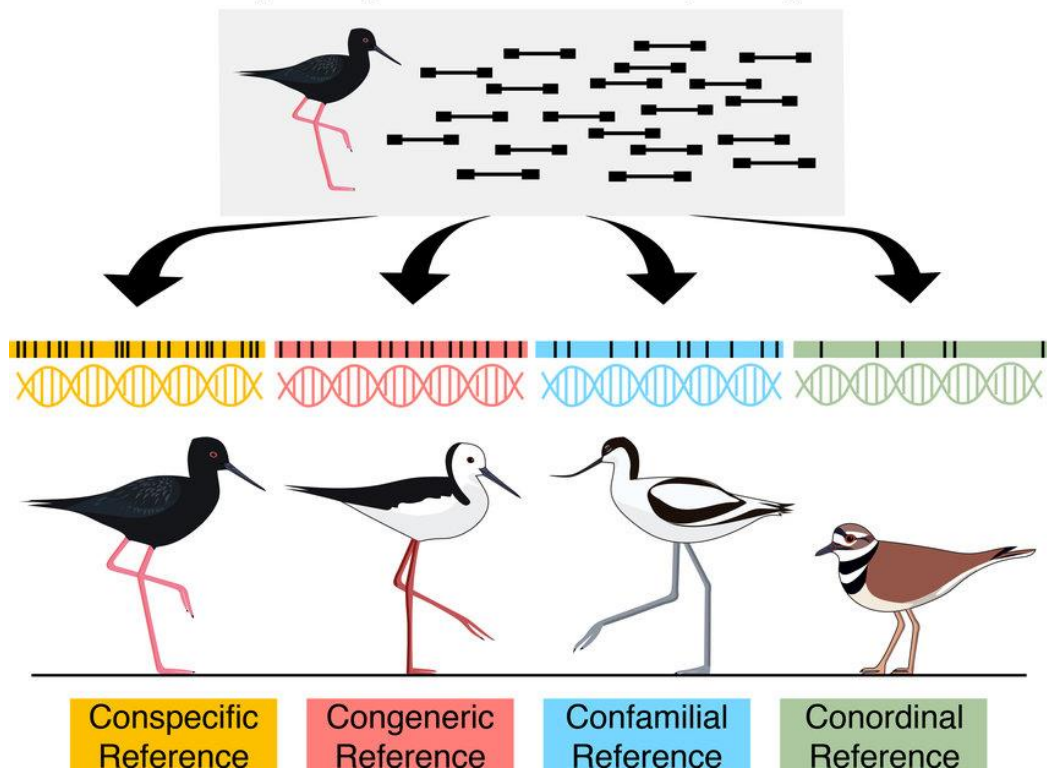 Conspecific
Reference
Congeneric
Reference
Confamilial
Reference
Conordinal
Reference